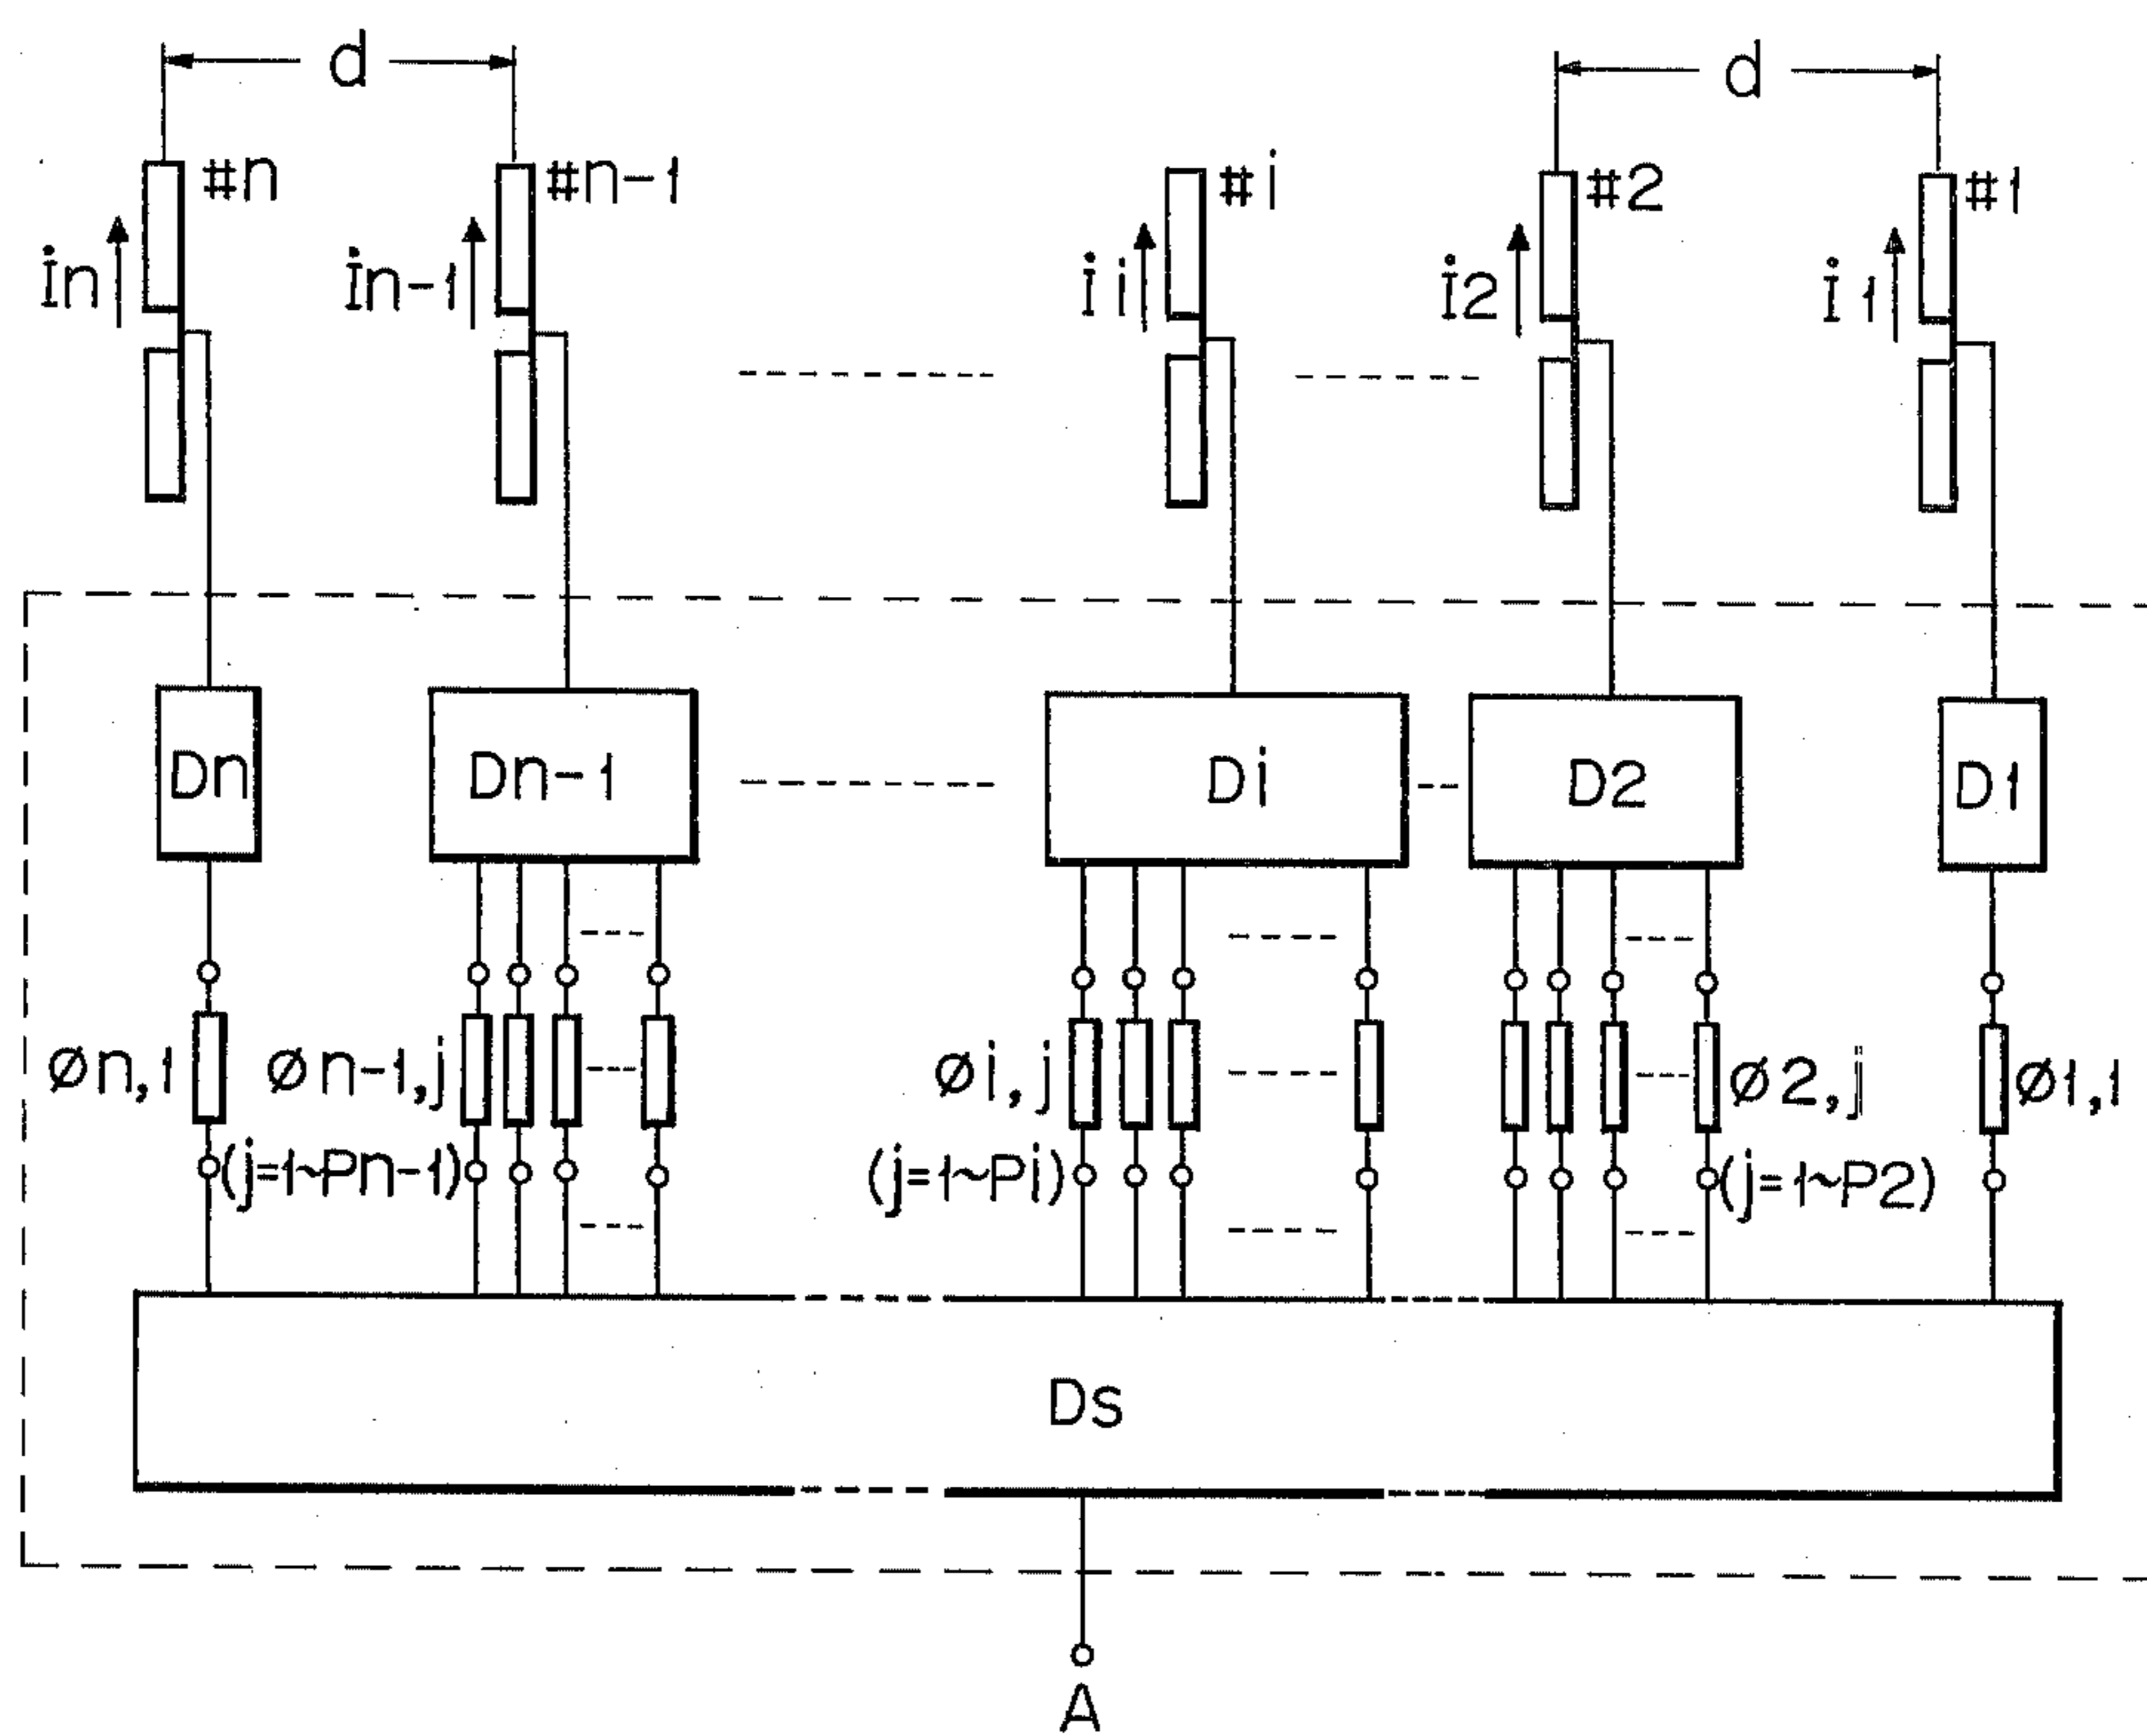 d d
#n #n-1 #i #2 #1
in in-1 ii i2 i1
Dn Dn-1 Di D2 D1
øn,1 øn-1,j øi,j ø2,j ø1,1
(j=1~Pn-1) (j=1~Pi) (j=1~P2)
Ds
A